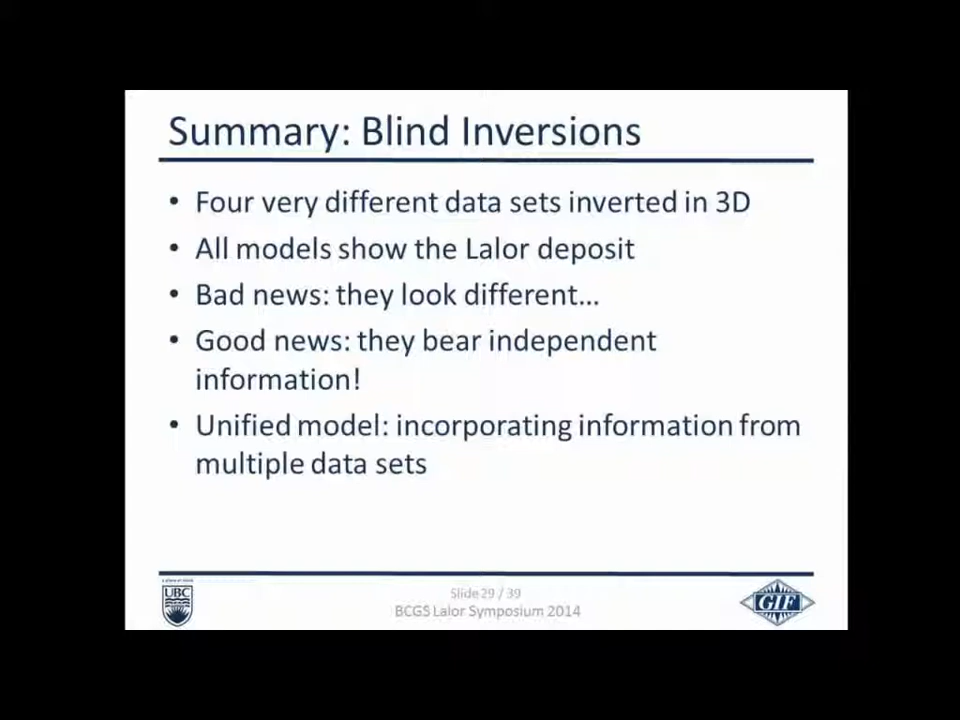 Summary: Blind Inversions
• Four very different data sets inverted in 3D
• All models show the Lalor deposit
• Bad news: they look different...
• Good news: they bear independent
information!
• Unified model: incorporating information from
multiple data sets
Slide 29 / 39
BCGS Lalor Symposium 2014
UBC
GIF